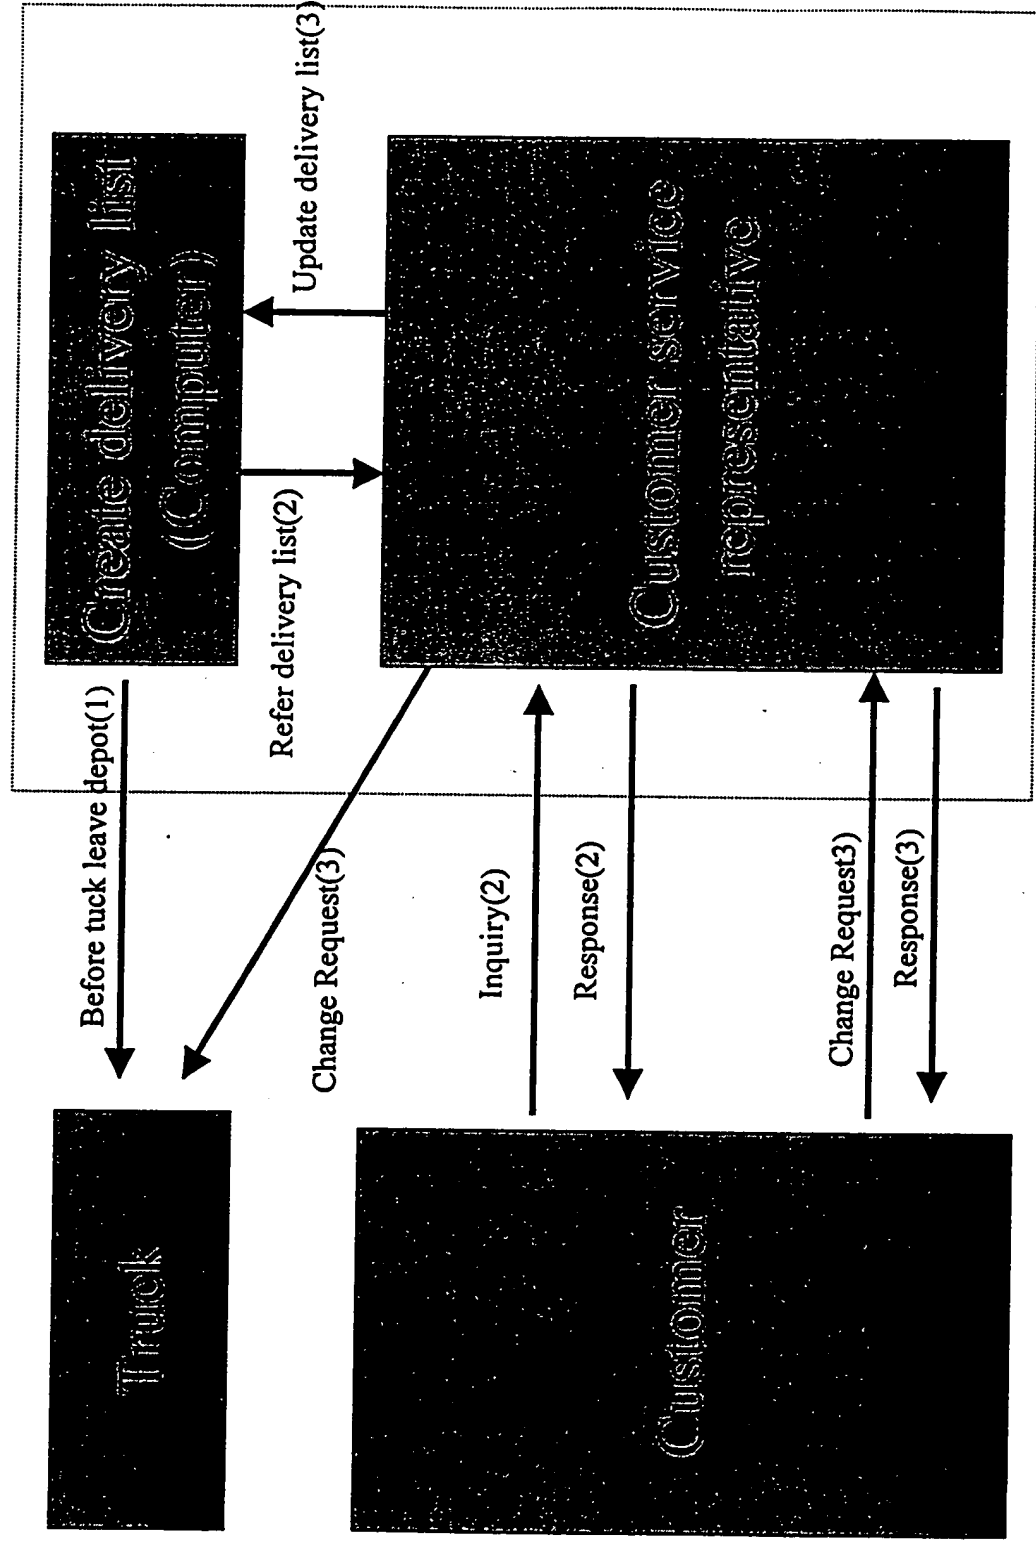 Before tuck leave depot(1)
Create delivery list
Truck
(Computer)
Refer delivery list(2)
Update delivery list(3)
Change Request(3)
Inquiry(2)
Response(2)
Customer
Customer service
representative
Change Request3)
Response(3)